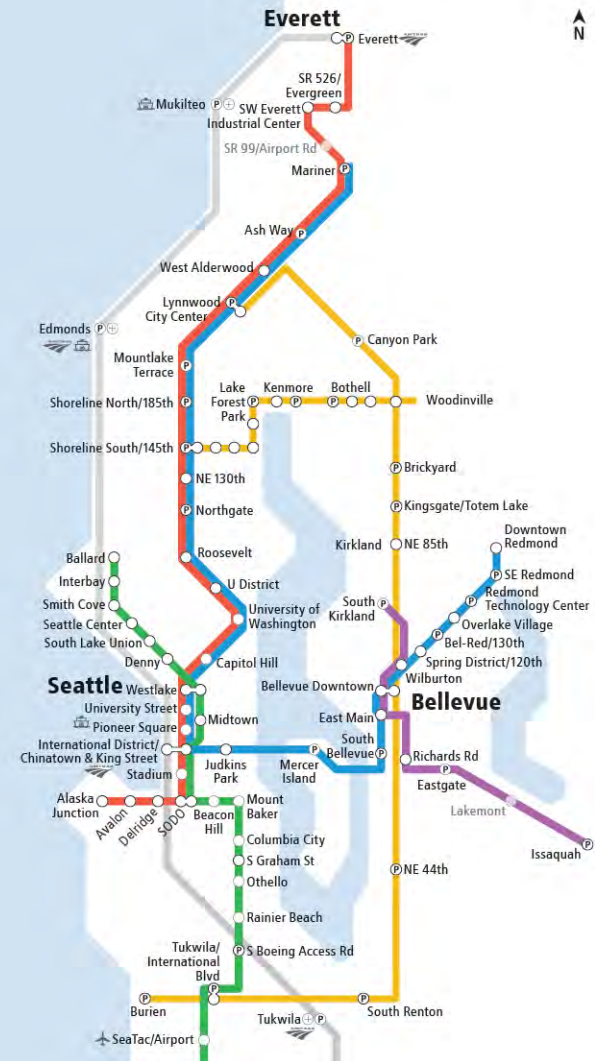 Everett
N
Everett
SR 526/
Evergreen
Mukilteo
SW Everett
Industrial Center
SR 99/Airport Rd
Mariner
Ash Way
West Alderwood
Lynnwood
City Center
Edmonds
Canyon Park
Mountlake
Terrace
Lake
Forest
Park
Kenmore
Bothell
Woodinville
Shoreline North/185th
Shoreline South/145th
Brickyard
NE 130th
Kingsgate/Totem Lake
Northgate
Downtown
Redmond
Kirkland
NE 85th
Roosevelt
Ballard
SE Redmond
Interbay
U District
Redmond
Technology Center
Smith Cove
South
Kirkland
University of
Washington
Overlake Village
Seattle Center
Bel-Red/130th
South Lake Union
Spring District/120th
Denny
Capitol Hill
Wilburton
Seattle
Westlake
Bellevue Downtown
Bellevue
University Street
Midtown
East Main
Pioneer Square
International District/
Chinatown & King Street
South
Bellevue
Judkins
Park
Mercer
Island
Richards Rd
Stadium
Eastgate
Alaska
Junction
Avalon
Delridge
SODO
Beacon
Hill
Mount
Baker
Lakemont
Columbia City
Issaquah
S Graham St
NE 44th
Othello
Rainier Beach
Tukwila/
International
Blvd
S Boeing Access Rd
Burien
South Renton
Tukwila
SeaTac/Airport